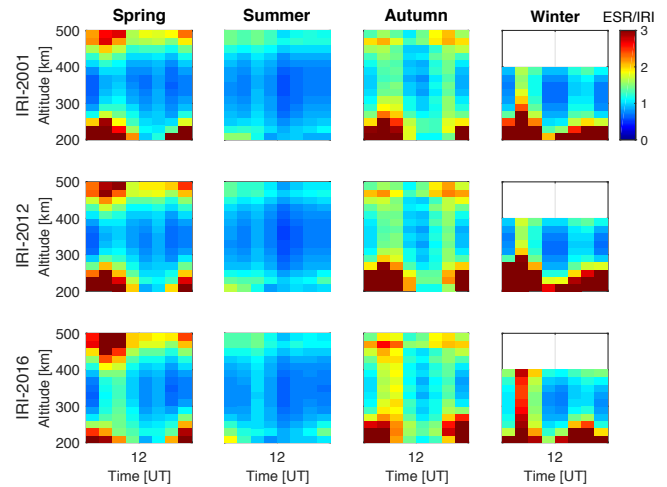 Spring Summer Autumn Winter ESR/IRI
IRI-2001
Altitude [km]
500
400
300
200
3
2
1
0
IRI-2012
Altitude [km]
500
400
300
200
IRI-2016
Altitude [km]
500
400
300
200
12 12 12 12
Time [UT] Time [UT] Time [UT] Time [UT]